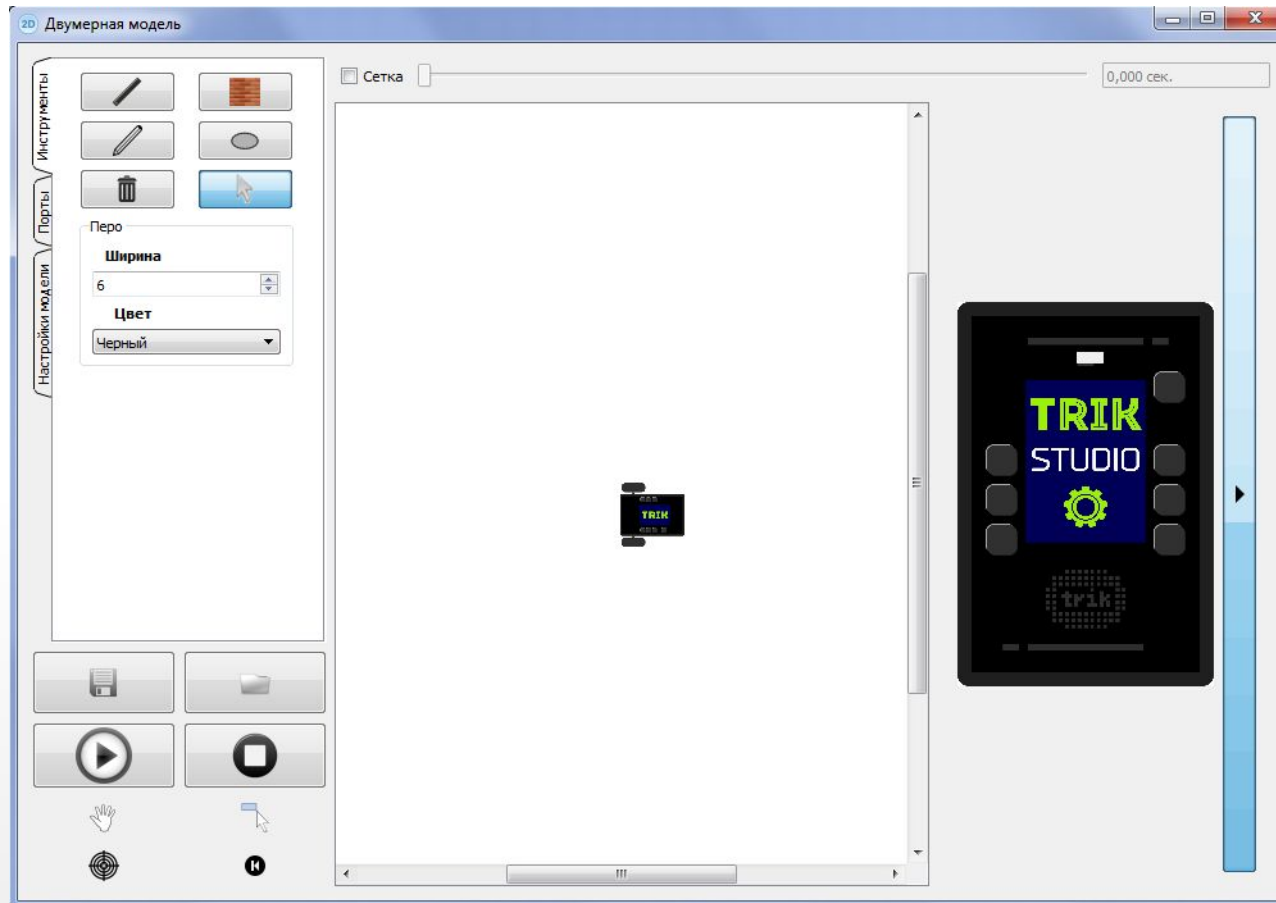 2D Двумерная модель
Инструменты
Порты
Настройки модели
Перо
Ширина
6
Цвет
Черный
Сетка
0,000 сек.
TRIK
TRIK
STUDIO
trik